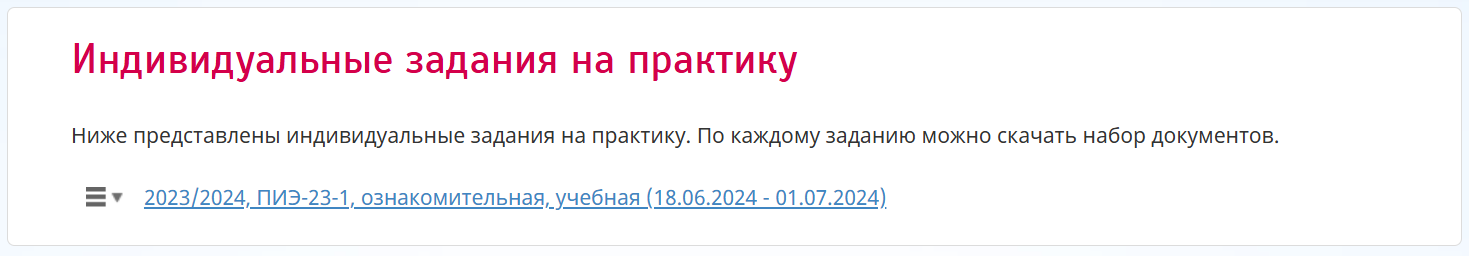 Индивидуальные задания на практику
Ниже представлены индивидуальные задания на практику. По каждому заданию можно скачать набор документов.
2023/2024, ПИЭ-23-1, ознакомительная, учебная (18.06.2024 - 01.07.2024)